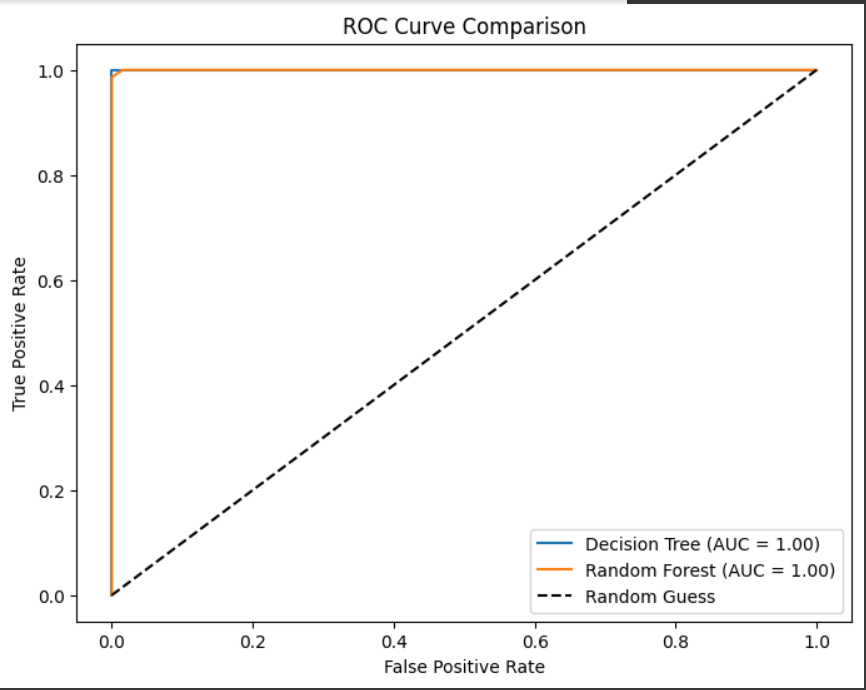 ROC Curve Comparison
True Positive Rate
1.0
0.8
0.6
0.4
0.2
0.0
Decision Tree (AUC = 1.00)
Random Forest (AUC = 1.00)
Random Guess
0.0 0.2 0.4 0.6 0.8 1.0
False Positive Rate